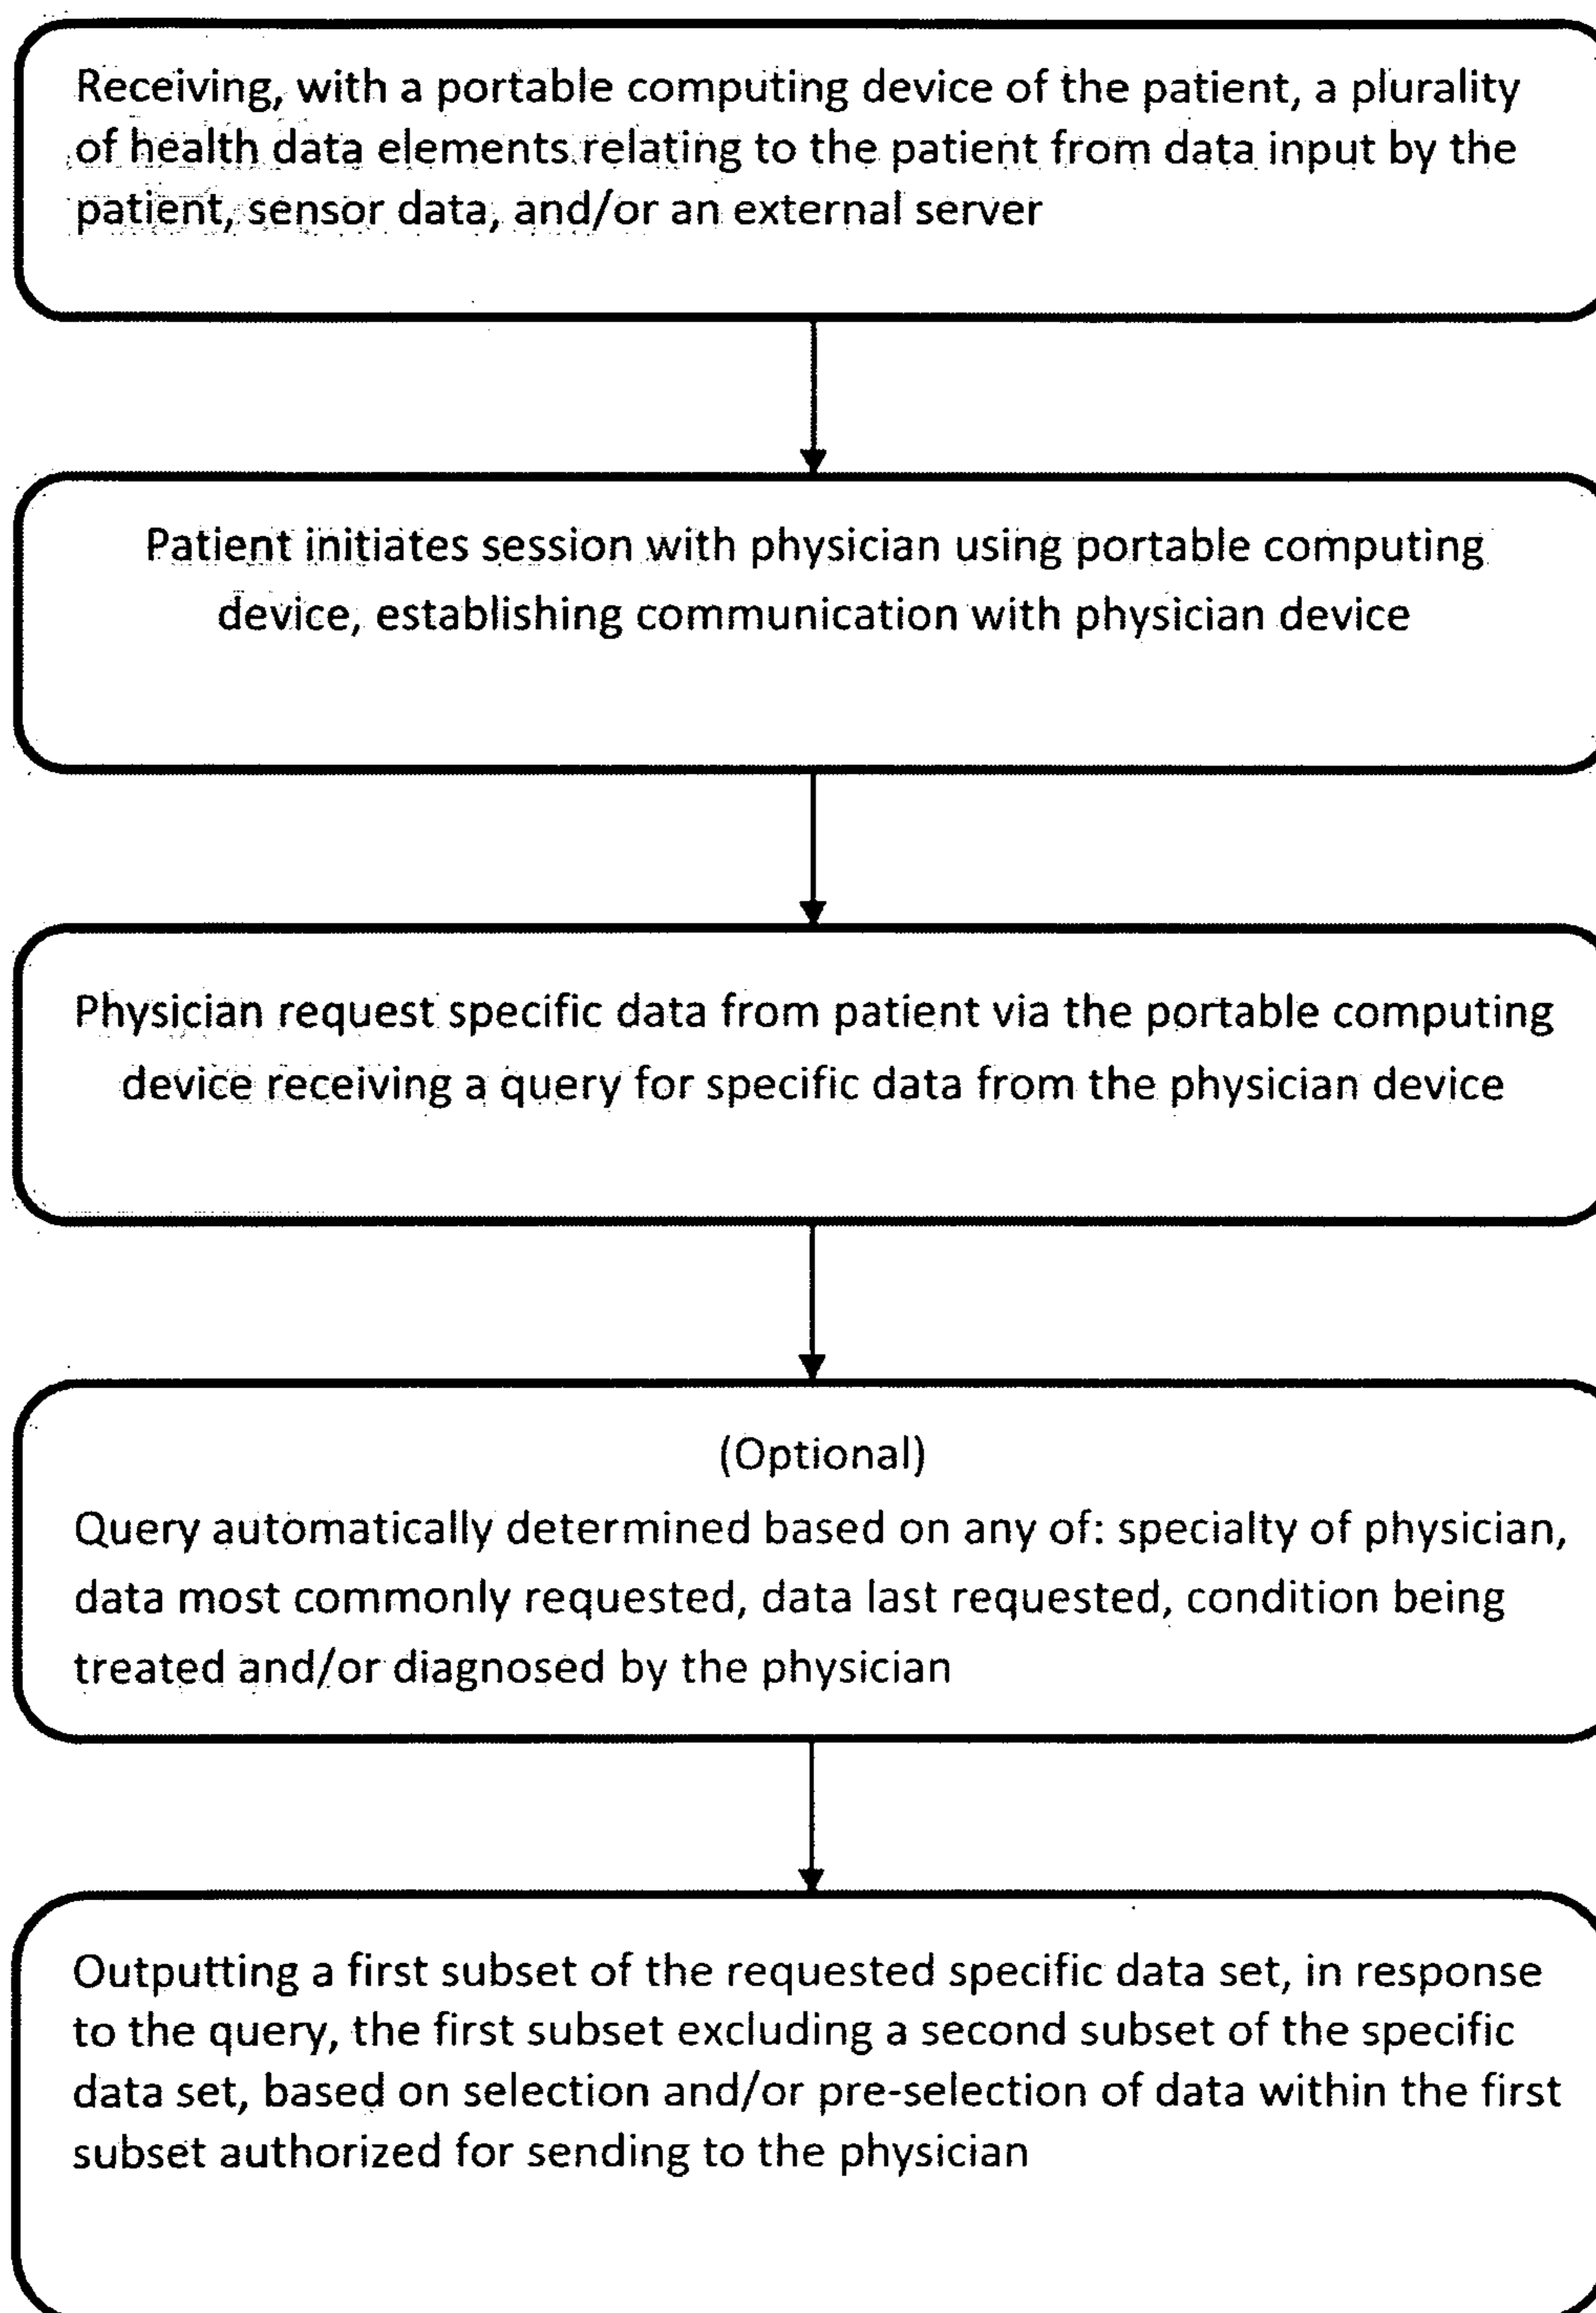 Receiving, with a portable computing device of the patient, a plurality
of health data elements relating to the patient from data input by the
patient, sensor data, and/or an external server
Patient initiates session with physician using portable computing
device, establishing communication with physician device
Physician request specific data from patient via the portable computing
device receiving a query for specific data from the physician device
(Optional)
Query automatically determined based on any of: specialty of physician,
data most commonly requested, data last requested, condition being
treated and/or diagnosed by the physician
Outputting a first subset of the requested specific data set, in response
to the query, the first subset excluding a second subset of the specific
data set, based on selection and/or pre-selection of data within the first
subset authorized for sending to the physician